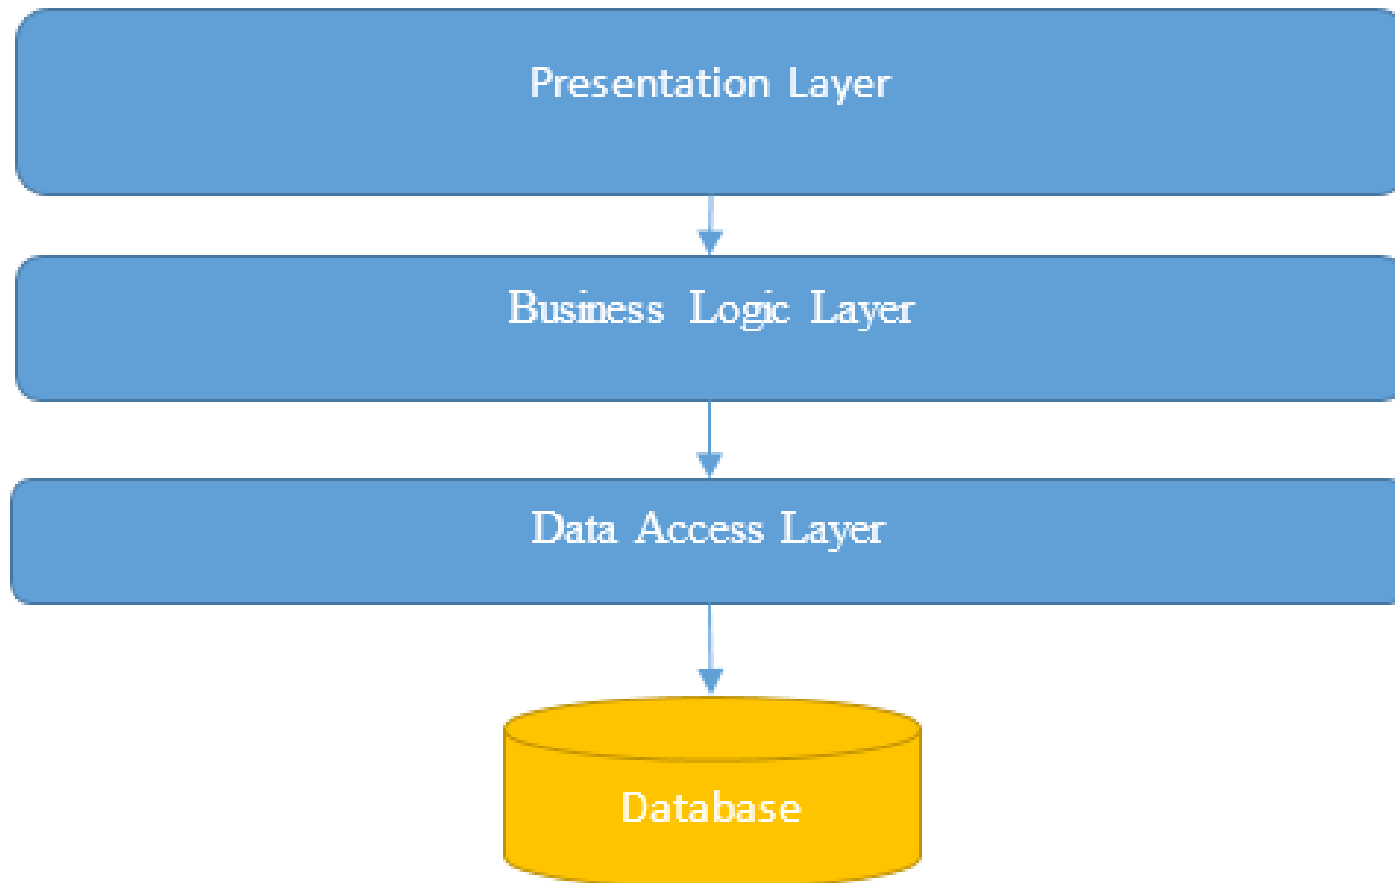 Presentation Layer
Business Logic Layer
Data Access Layer
Database